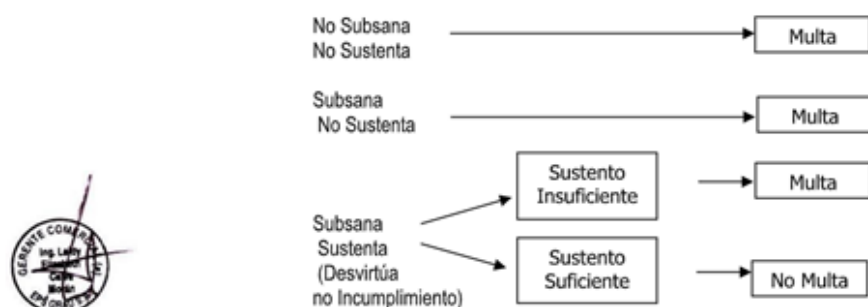 No Subsana
No Sustenta
Multa
Subsana
No Sustenta
Multa
Sustento
Insuficiente
Multa
Subsana
Sustenta
(Desvirtúa
no Incumplimiento)
Sustento
Suficiente
No Multa
GERENTE COMERCIAL
Ing.